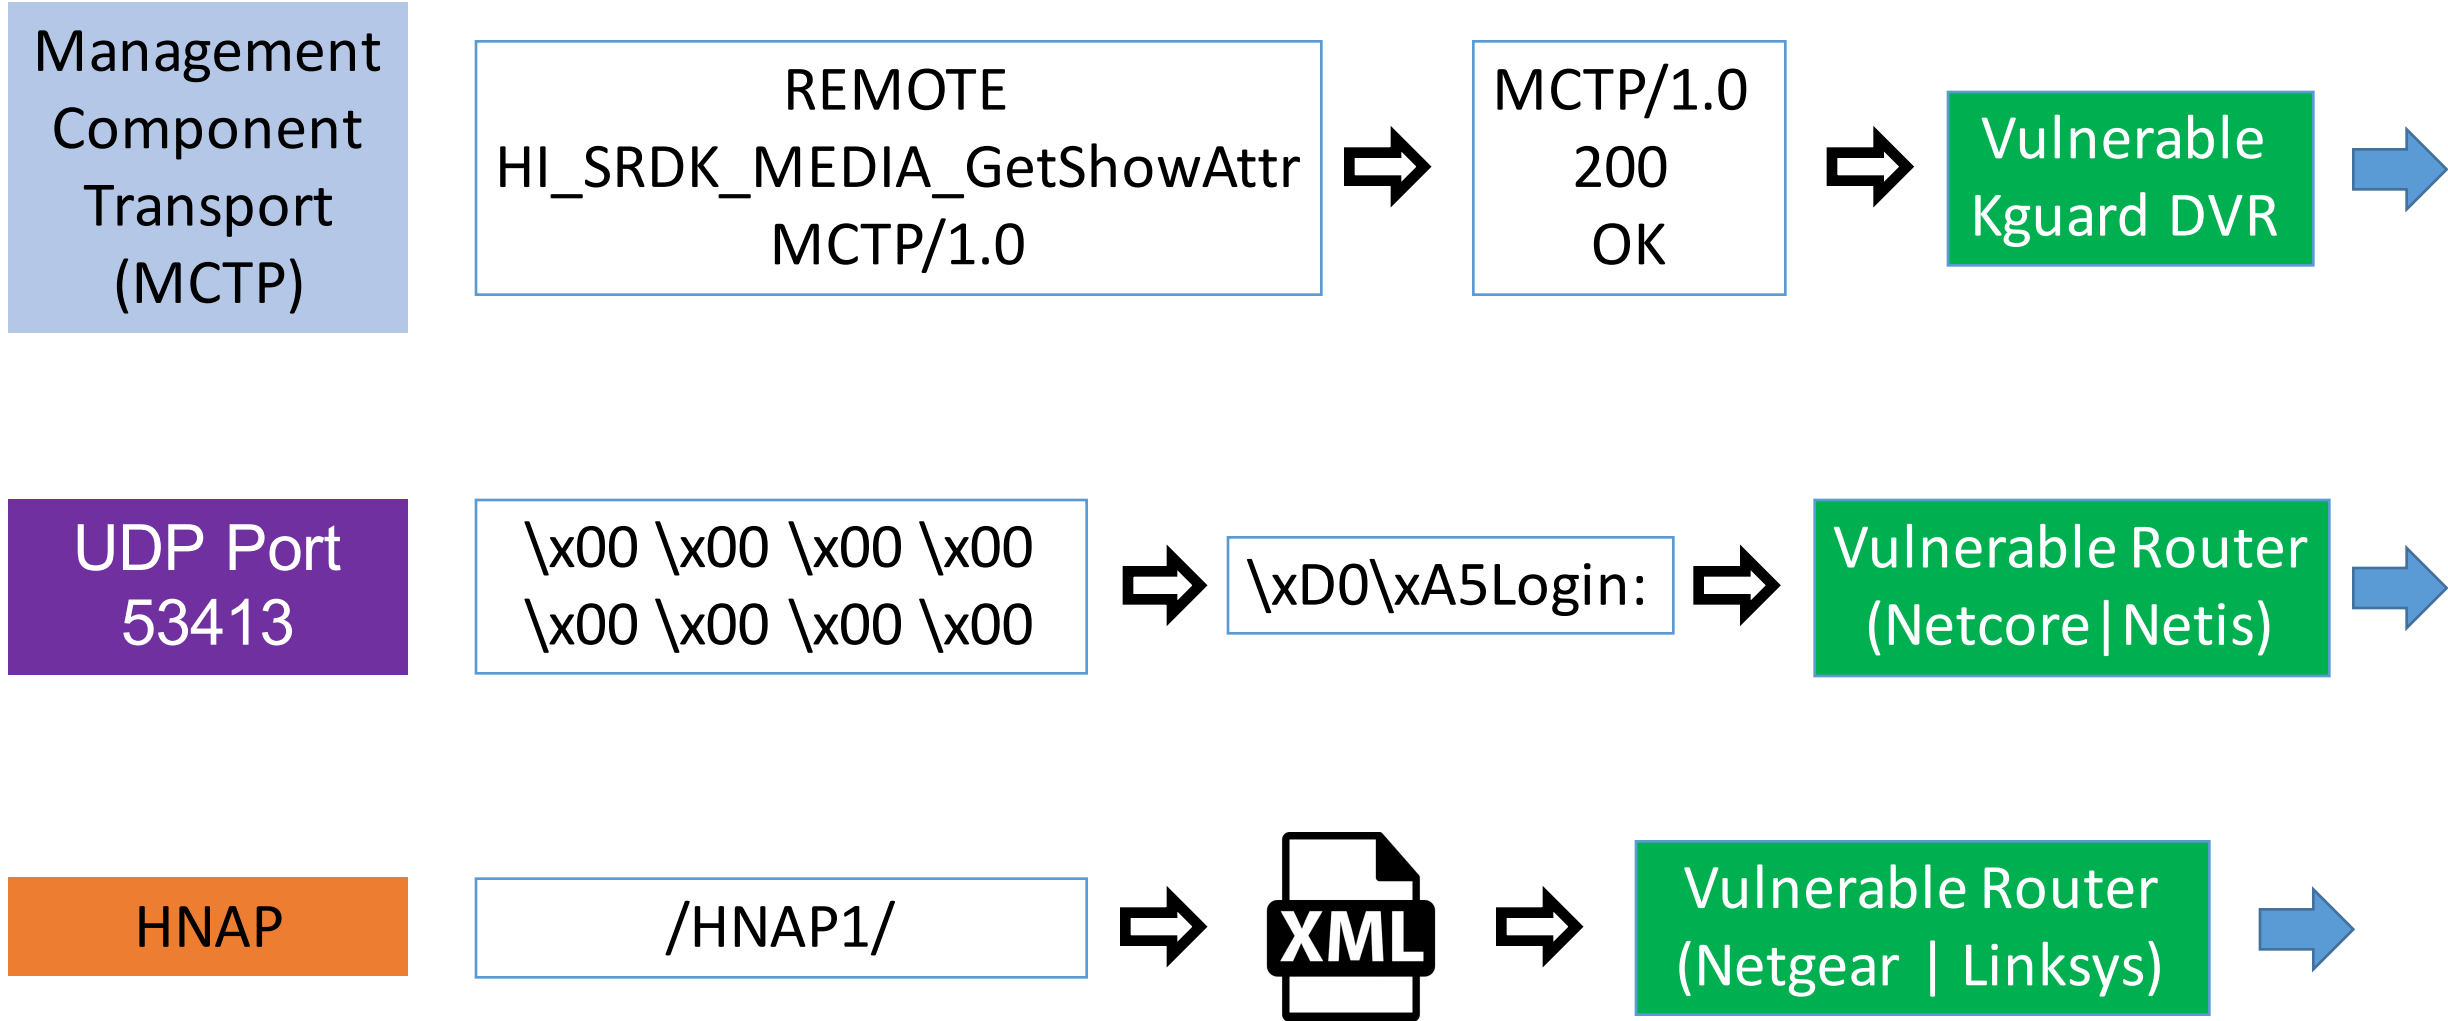 Management
Component
Transport
(MCTP)
REMOTE
HI_SRDK_MEDIA_GetShowAttr
MCTP/1.0
MCTP/1.0
200
OK
Vulnerable
Kguard DVR
UDP Port
53413
\x00 \x00 \x00 \x00
\x00 \x00 \x00 \x00
\xD0\xA5Login:
Vulnerable Router
(Netcore|Netis)
HNAP
/HNAP1/
XML
Vulnerable Router
(Netgear | Linksys)